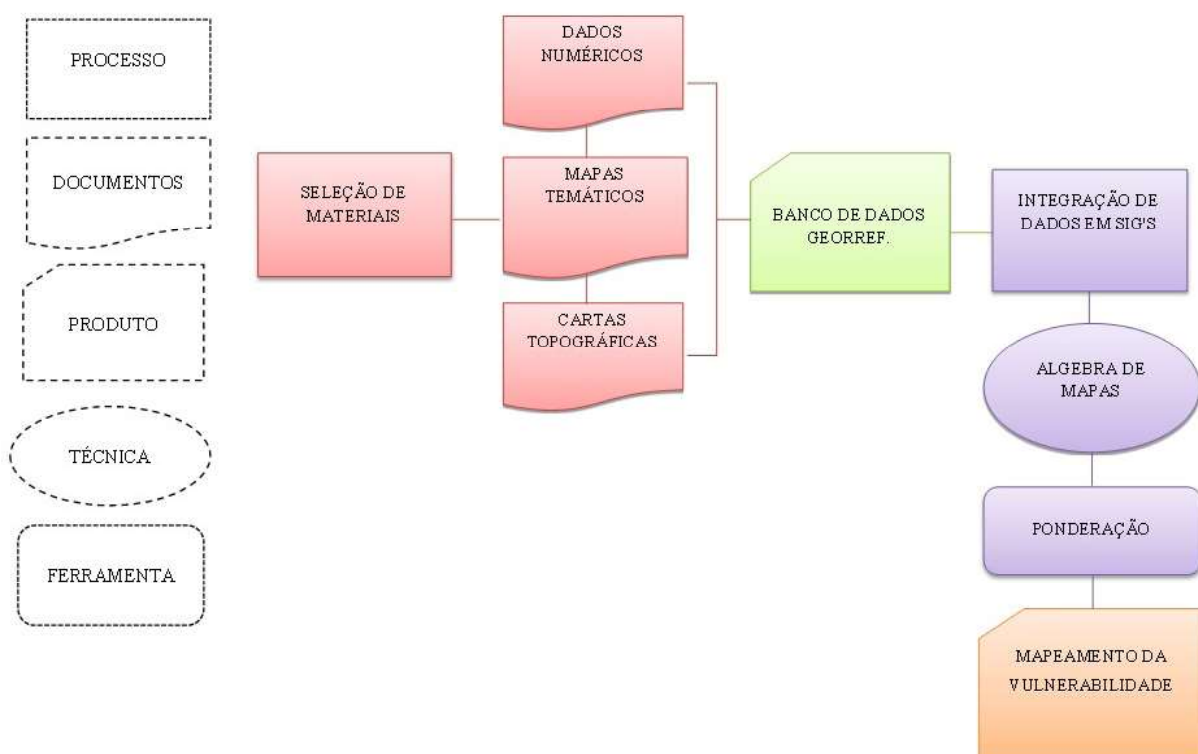 PROCESSO
DOCUMENTOS
PRODUTO
TÉCNICA
FERRAMENTA
SELEÇÃO DE
MATERIAIS
DADOS
NUMÉRICOS
MAPAS
TEMÁTICOS
CARTAS
TOPOGRÁFICAS
BANCO DE DADOS
GEORREF.
INTEGRAÇÃO DE
DADOS EM SIG'S
ALGEBRA DE
MAPAS
PONDERAÇÃO
MAPEAMENTO DA
VULNERABILIDADE